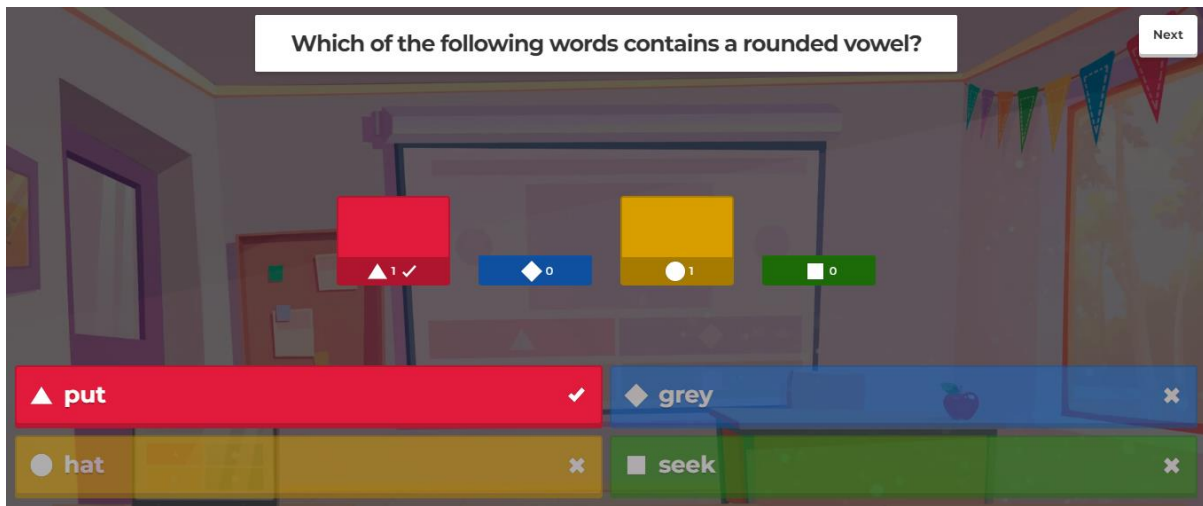 Which of the following words contains a rounded vowel?
Next
1
0
1
0
put
grey
hat
seek